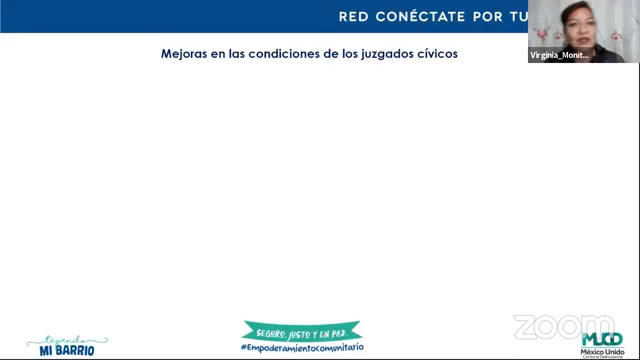 RED CONÉCTATE POR TU
Virginia_Monit...
Mejoras en las condiciones de los juzgados cívicos
tejiendo
MI BARRIO
SEGURO, JUSTO Y EN PAZ.
#Empoderamientocomunitario
zoom
MUCD
México Unido
Contra la Delincuencia